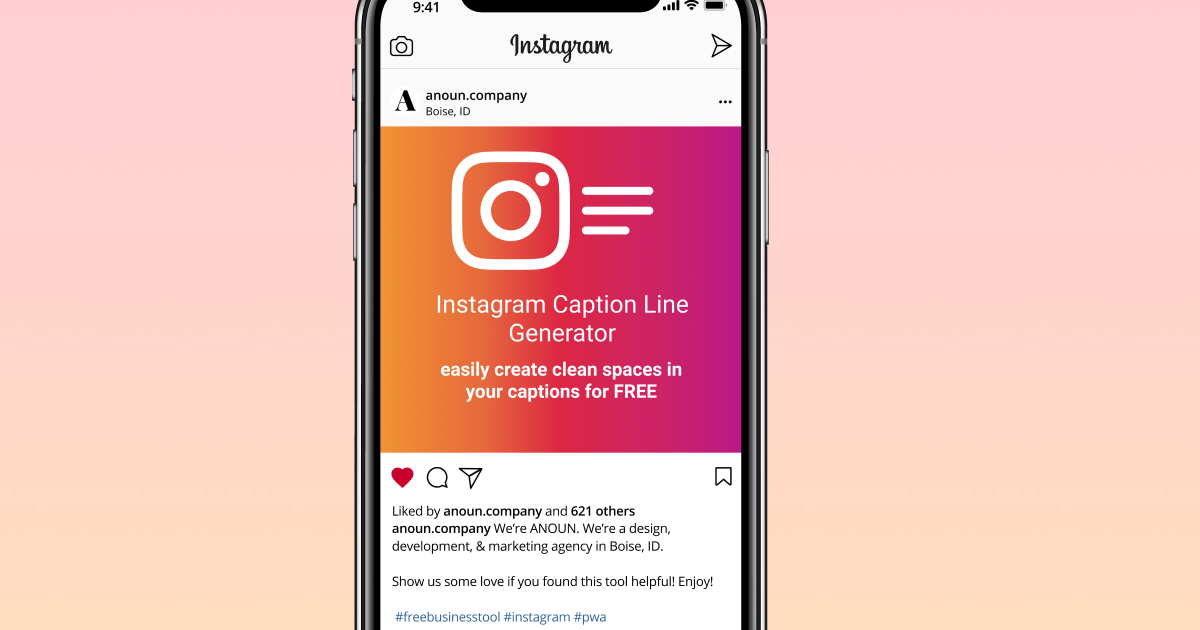 9:41
Instagram
A
anoun.company
Boise, ID
Instagram Caption Line
Generator
easily create clean spaces in
your captions for FREE
Liked by anoun.company and 621 others
anoun.company We’re ANOUN. We’re a design,
development, & marketing agency in Boise, ID.
Show us some love if you found this tool helpful! Enjoy!
#freebusinesstool #instagram #pwa